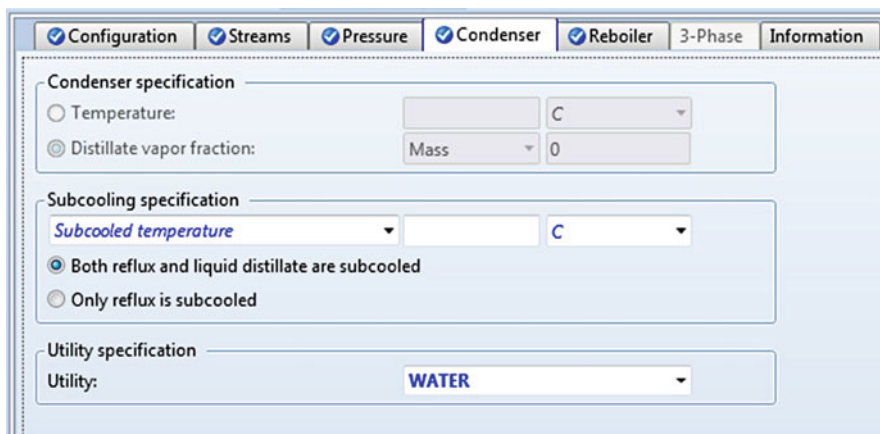 Configuration Streams Pressure Condenser Reboiler 3-Phase Information
Condenser specification
Temperature: C
Distillate vapor fraction: Mass 0
Subcooling specification
Subcooled temperature C
Both reflux and liquid distillate are subcooled
Only reflux is subcooled
Utility specification
Utility: WATER